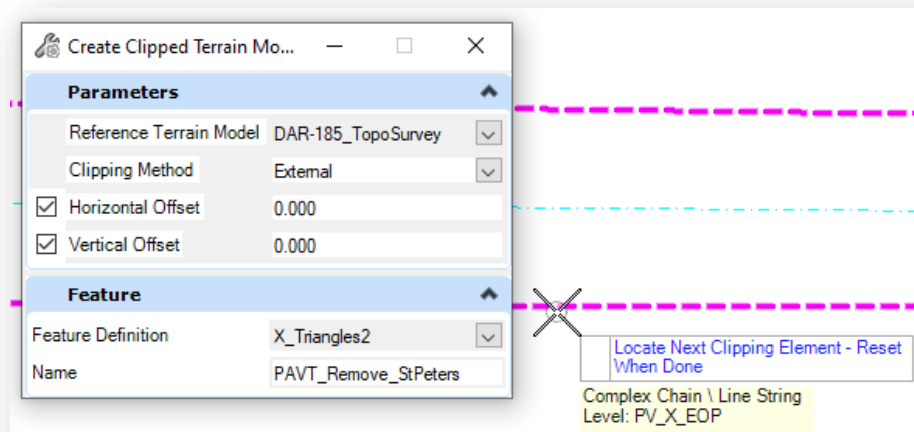 Create Clipped Terrain Mo...
Parameters
Reference Terrain Model DAR-185_TopoSurvey
Clipping Method External
Horizontal Offset 0.000
Vertical Offset 0.000
Feature
Feature Definition X_Triangles2
Name PAVT_Remove_StPeters
Locate Next Clipping Element - Reset
When Done
Complex Chain \ Line String
Level: PV_X_EOP